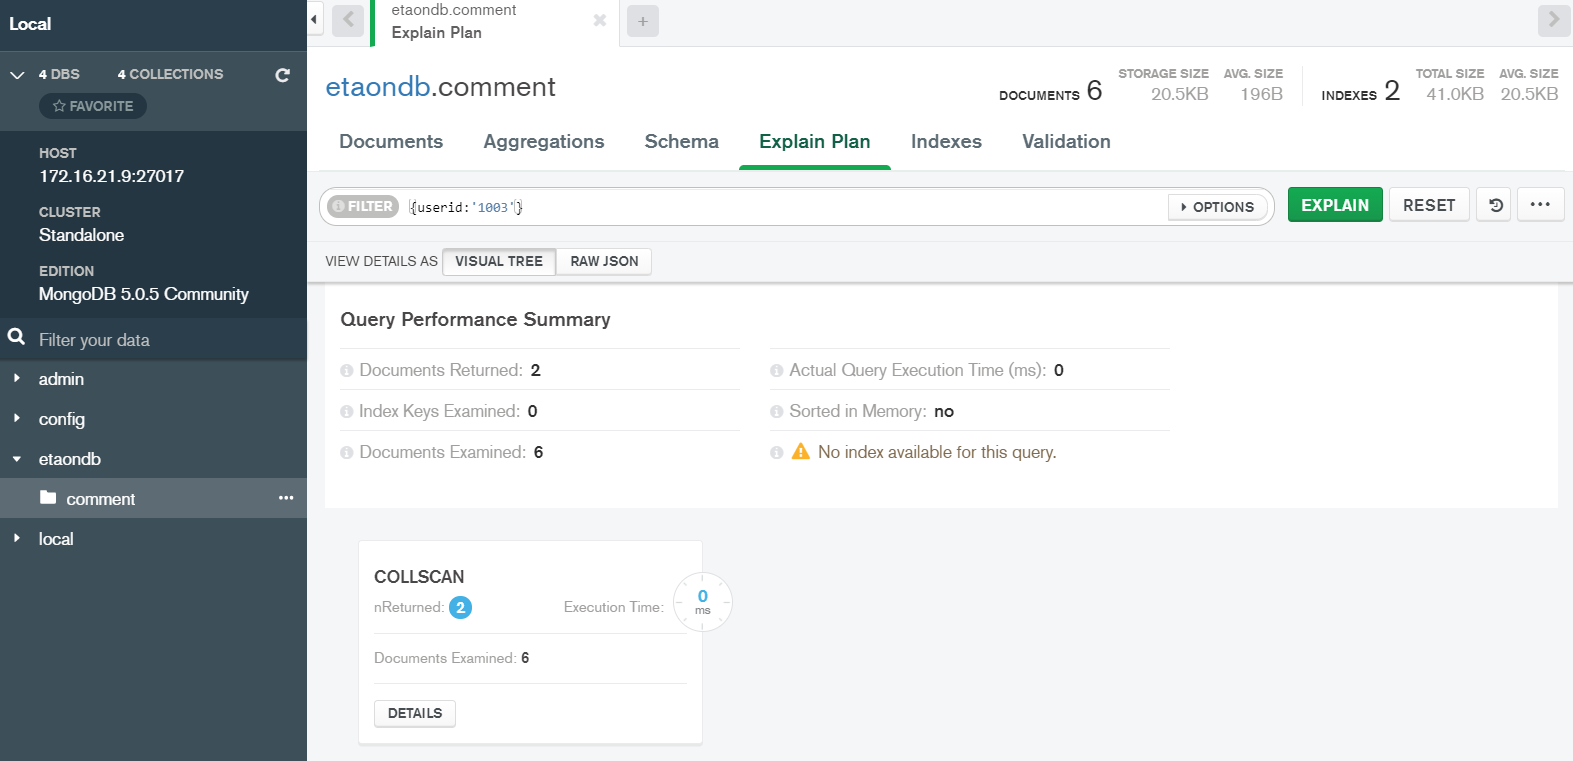 Local
4 DBS 4 COLLECTIONS
FAVORITE
HOST
172.16.21.9:27017
CLUSTER
Standalone
EDITION
MongoDB 5.0.5 Community
Filter your data
admin
config
etaondb
comment
local
etaondb.comment
Explain Plan
etaondb.comment
DOCUMENTS 6
STORAGE SIZE
20.5KB
AVG. SIZE
196B
INDEXES 2
TOTAL SIZE
41.0KB
AVG. SIZE
20.5KB
Documents Aggregations Schema Explain Plan Indexes Validation
FILTER {userid:'1003'} OPTIONS EXPLAIN RESET
VIEW DETAILS AS VISUAL TREE RAW JSON
Query Performance Summary
Documents Returned: 2
Index Keys Examined: 0
Documents Examined: 6
Actual Query Execution Time (ms): 0
Sorted in Memory: no
No index available for this query.
COLLSCAN
nReturned: 2 Execution Time: 0 ms
Documents Examined: 6
DETAILS